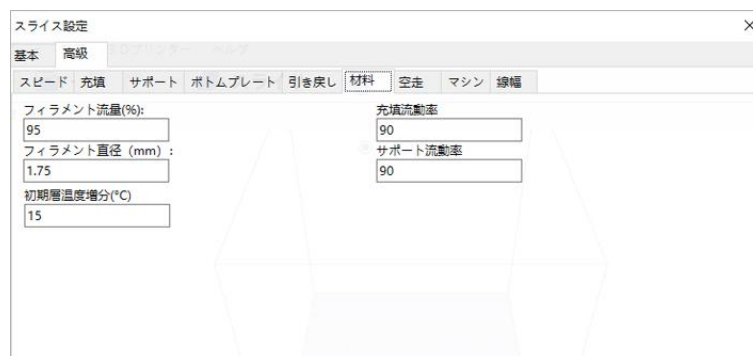 スライス設定
基本 高級
スピード 充填 サポート ボトムプレート 引き戻し 材料 空走 マシン 線幅
フィラメント流量(%): 充填流動率
95 90
フィラメント直径（mm）: サポート流動率
1.75 90
初期層温度増分(°C)
15